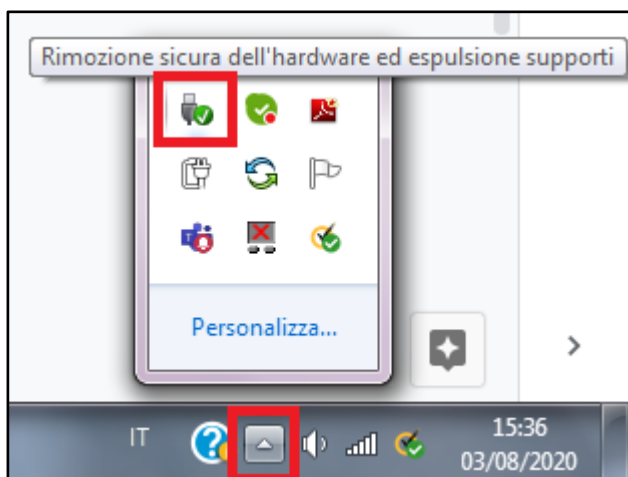 Rimozione sicura dell'hardware ed espulsione supporti
Personalizza...
IT
15:36
03/08/2020